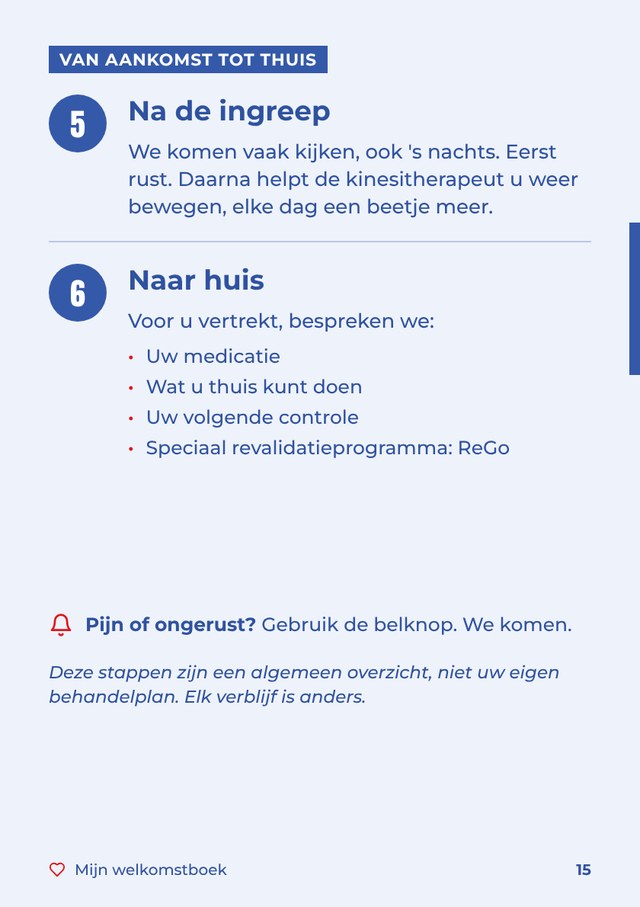 VAN AANKOMST TOT THUIS
5
Na de ingreep
We komen vaak kijken, ook 's nachts. Eerst
rust. Daarna helpt de kinesitherapeut u weer
bewegen, elke dag een beetje meer.
6
Naar huis
Voor u vertrekt, bespreken we:
• Uw medicatie
• Wat u thuis kunt doen
• Uw volgende controle
• Speciaal revalidatieprogramma: ReGo
Pijn of ongerust? Gebruik de belknop. We komen.
Deze stappen zijn een algemeen overzicht, niet uw eigen
behandelplan. Elk verblijf is anders.
Mijn welkomstboek
15